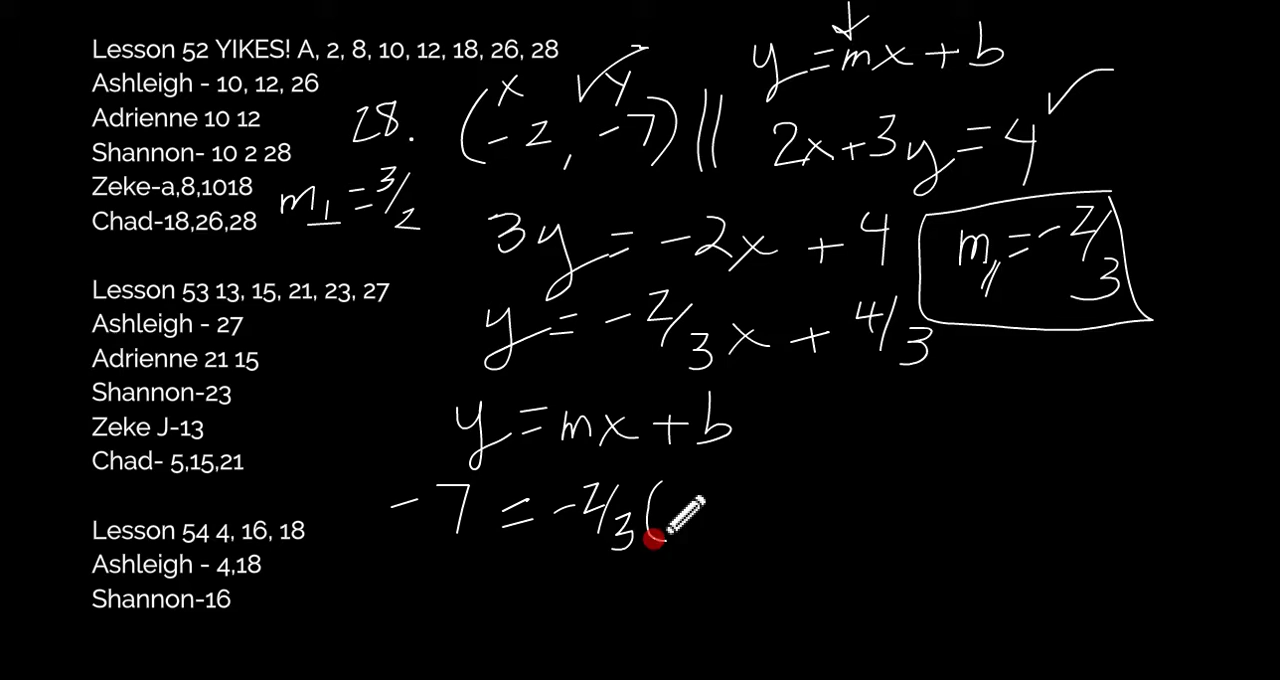 Lesson 52 YIKES! A, 2, 8, 10, 12, 18, 26, 28
Ashleigh - 10, 12, 26
Adrienne 10 12
Shannon- 10 2 28
Zeke-a,8,1018
Chad-18,26,28
Lesson 53 13, 15, 21, 23, 27
Ashleigh - 27
Adrienne 21 15
Shannon-23
Zeke J-13
Chad- 5,15,21
Lesson 54 4, 16, 18
Ashleigh - 4,18
Shannon-16
y = mx + b
x ✓ y
28. (-2, -7) || 2x+3y=4 ✓
m⊥ = 3/2
3y = -2x + 4
m∥ = -2/3
y = -2/3 x + 4/3
y = mx + b
-7 = -2/3 (